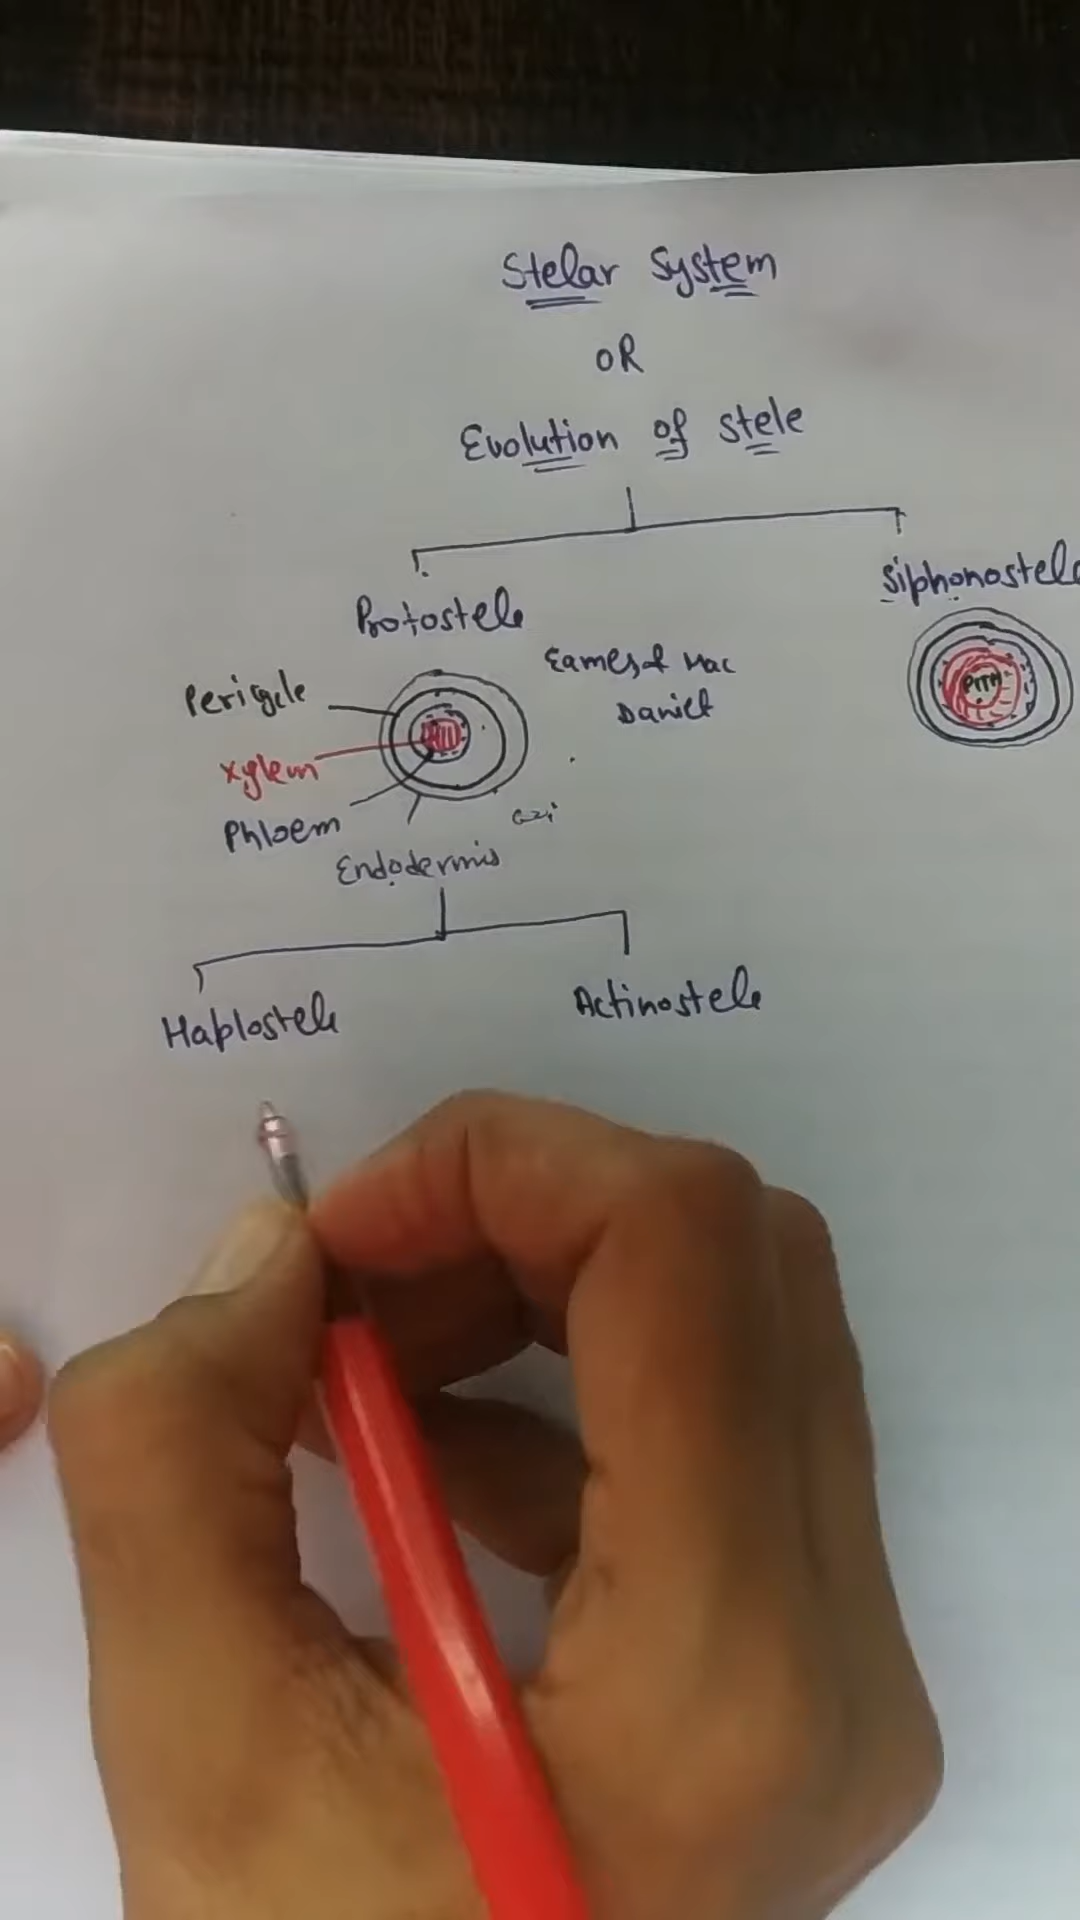 Stelar System
OR
Evolution of stele
Protostele
Siphonostele
Eames & Mac
Daniel
Pericycle
Xylem
Phloem
Endodermis
PITH
Haplostele
Actinostele